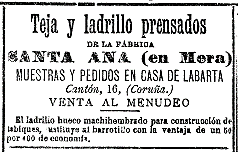 Teja y ladrillo prensados
DE LA FÁBRICA
SANTA ANA (en Mera)
MUESTRAS Y PEDIDOS EN CASA DE LABARTA
Cantón, 16, (Coruña.)
VENTA AL MENUDEO
El ladrillo hueco machihembrado para construcción de
tabiques, sustituye al barrotillo con la ventaja de un 50
por 100 de economía.